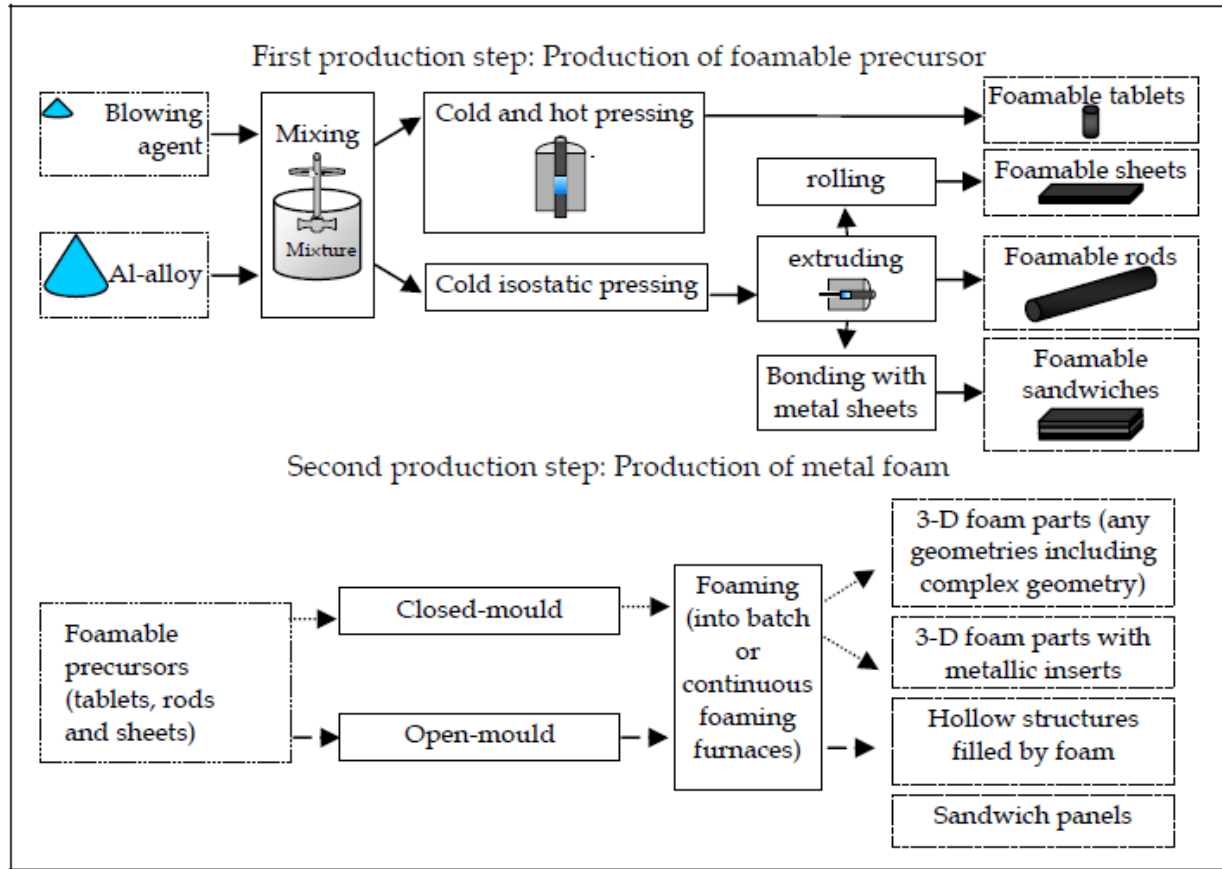 First production step: Production of foamable precursor
Blowing
agent
Al-alloy
Mixing
Mixture
Cold and hot pressing
Cold isostatic pressing
rolling
extruding
Bonding with
metal sheets
Foamable tablets
Foamable sheets
Foamable rods
Foamable
sandwiches
Second production step: Production of metal foam
Foamable
precursors
(tablets, rods
and sheets)
Closed-mould
Open-mould
Foaming
(into batch
or
continuous
foaming
furnaces)
3-D foam parts (any
geometries including
complex geometry)
3-D foam parts with
metallic inserts
Hollow structures
filled by foam
Sandwich panels